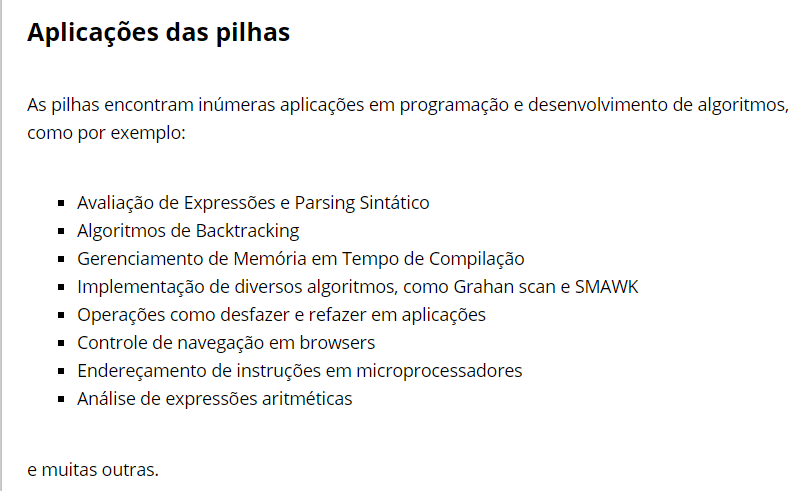 Aplicações das pilhas
As pilhas encontram inúmeras aplicações em programação e desenvolvimento de algoritmos,
como por exemplo:
▪ Avaliação de Expressões e Parsing Sintático
▪ Algoritmos de Backtracking
▪ Gerenciamento de Memória em Tempo de Compilação
▪ Implementação de diversos algoritmos, como Grahan scan e SMAWK
▪ Operações como desfazer e refazer em aplicações
▪ Controle de navegação em browsers
▪ Endereçamento de instruções em microprocessadores
▪ Análise de expressões aritméticas
e muitas outras.